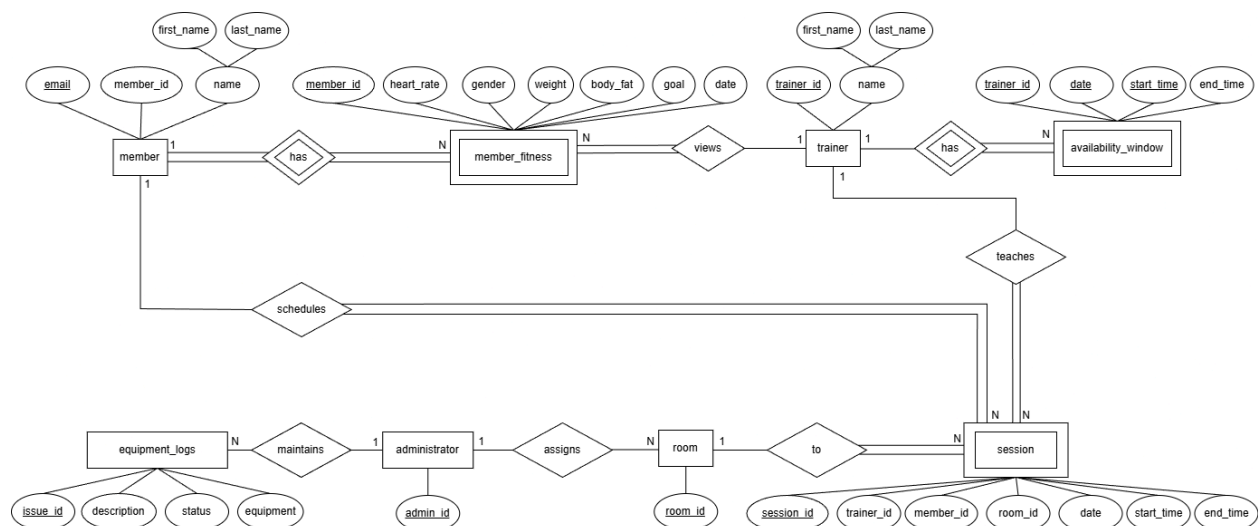 first_name
last_name
first_name
last_name
email
member_id
name
member_id
heart_rate
gender
weight
body_fat
goal
date
trainer_id
name
trainer_id
date
start_time
end_time
member
1
has
N
member_fitness
N
views
1
trainer
1
has
N
availability_window
1
1
teaches
schedules
N
N
equipment_logs
N
maintains
1
administrator
1
assigns
N
room
1
to
N
session
issue_id
description
status
equipment
admin_id
room_id
session_id
trainer_id
member_id
room_id
date
start_time
end_time